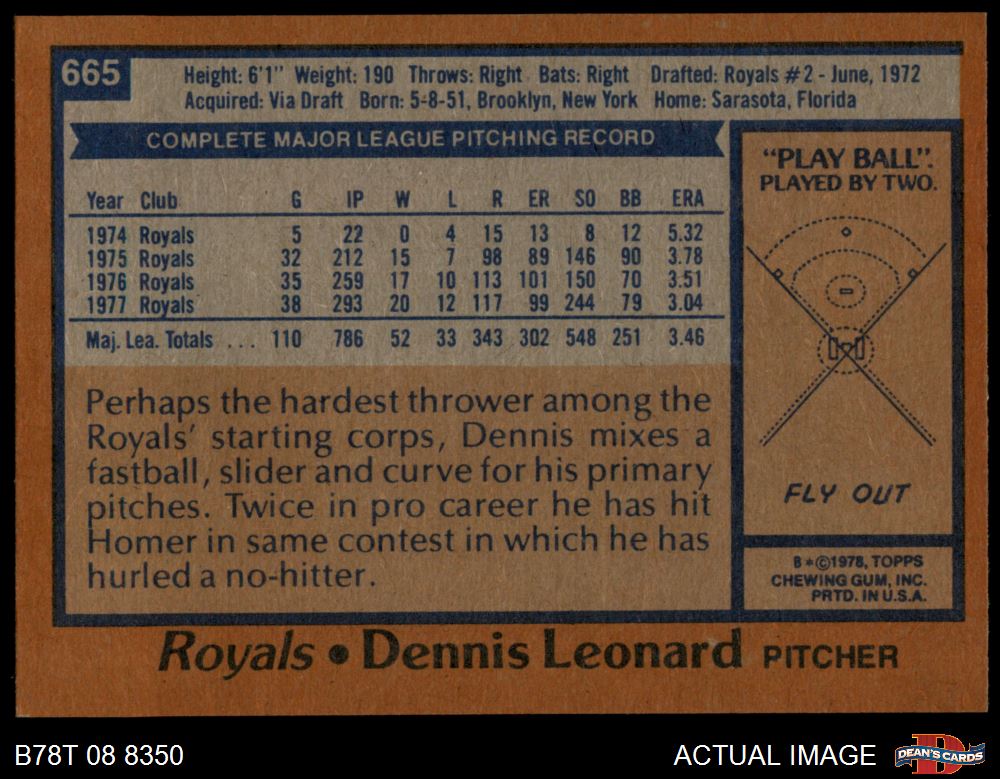 665
Height: 6'1" Weight: 190 Throws: Right Bats: Right Drafted: Royals #2 - June, 1972
Acquired: Via Draft Born: 5-8-51, Brooklyn, New York Home: Sarasota, Florida
COMPLETE MAJOR LEAGUE PITCHING RECORD
Year Club G IP W L R ER SO BB ERA
1974 Royals 5 22 0 4 15 13 8 12 5.32
1975 Royals 32 212 15 7 98 89 146 90 3.78
1976 Royals 35 259 17 10 113 101 150 70 3.51
1977 Royals 38 293 20 12 117 99 244 79 3.04
Maj. Lea. Totals ... 110 786 52 33 343 302 548 251 3.46
Perhaps the hardest thrower among the
Royals' starting corps, Dennis mixes a
fastball, slider and curve for his primary
pitches. Twice in pro career he has hit
Homer in same contest in which he has
hurled a no-hitter.
"PLAY BALL".
PLAYED BY TWO.
FLY OUT
B*©1978, TOPPS
CHEWING GUM, INC.
PRTD. IN U.S.A.
Royals • Dennis Leonard PITCHER
B78T 08 8350
ACTUAL IMAGE
DEAN'S CARDS